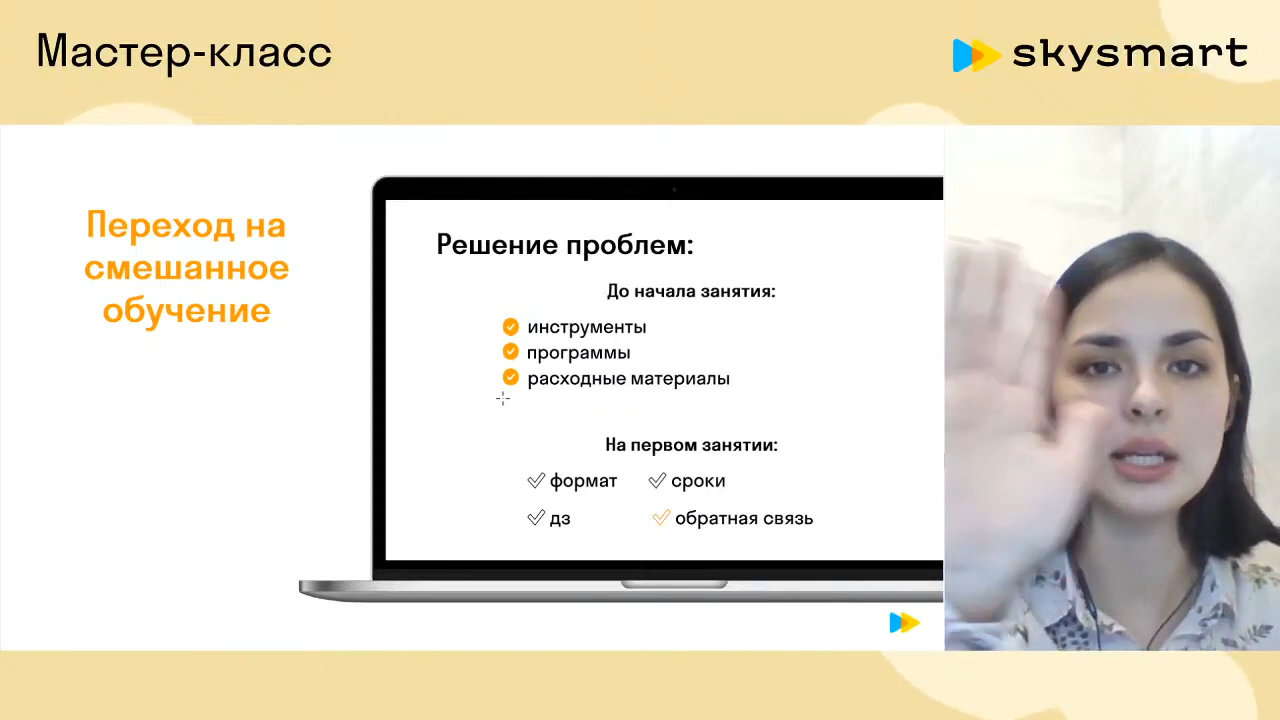 Мастер-класс
skysmart
Переход на
смешанное
обучение
Решение проблем:
До начала занятия:
инструменты
программы
расходные материалы
На первом занятии:
формат
сроки
дз
обратная связь